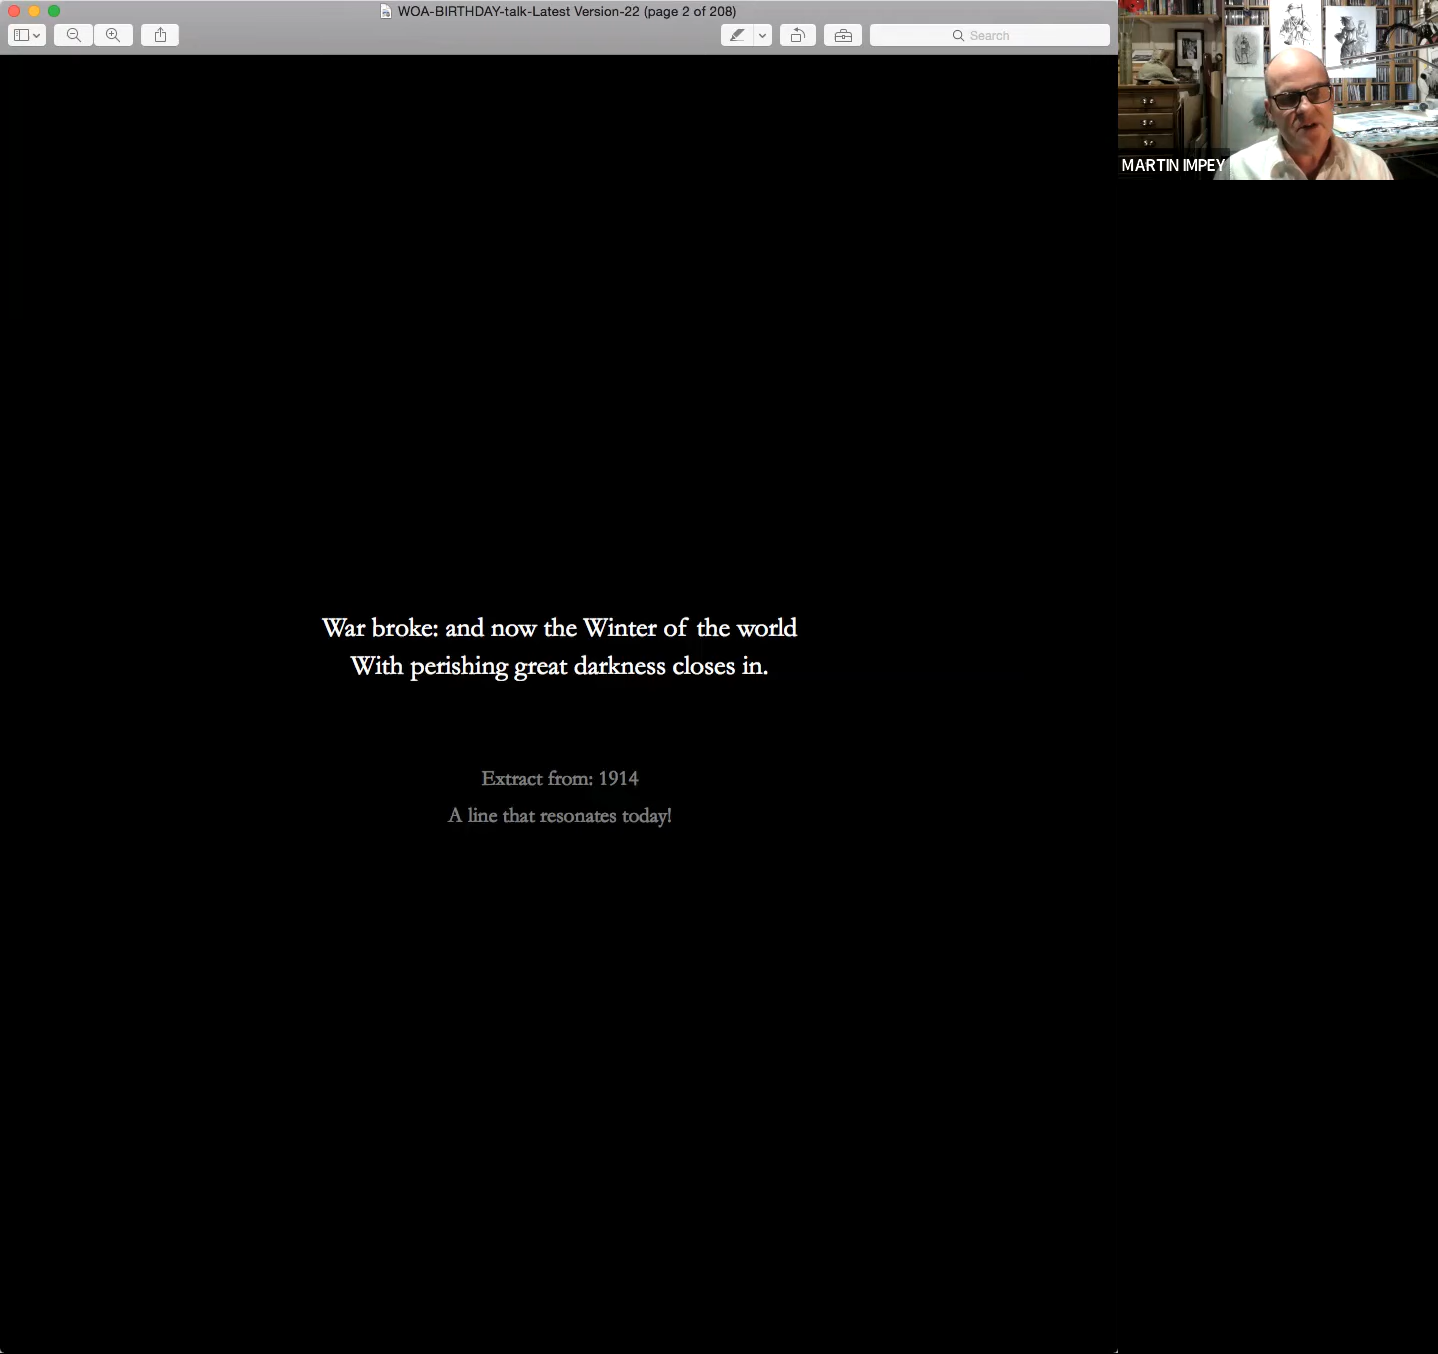 WOA-BIRTHDAY-talk-Latest Version-22 (page 2 of 208)
Search
MARTIN IMPEY
War broke: and now the Winter of the world
With perishing great darkness closes in.
Extract from: 1914
A line that resonates today!